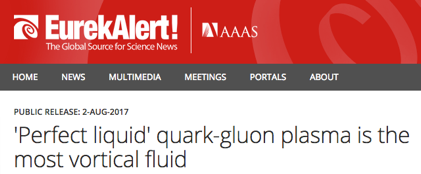 EurekAlert!
The Global Source for Science News
AAAS
HOME NEWS MULTIMEDIA MEETINGS PORTALS ABOUT
PUBLIC RELEASE: 2-AUG-2017
'Perfect liquid' quark-gluon plasma is the
most vortical fluid